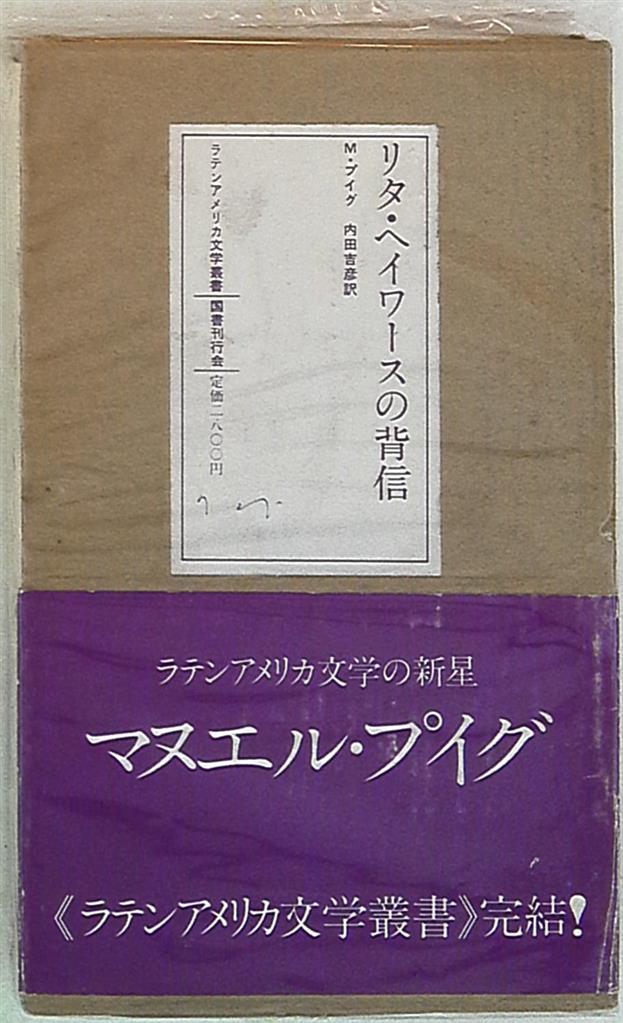 リタ・ヘイワースの背信
M・プイグ 内田吉彦訳
ラテンアメリカ文学叢書 国書刊行会 定価二八〇〇円
ラテンアメリカ文学の新星
マヌエル・プイグ
《ラテンアメリカ文学叢書》完結!